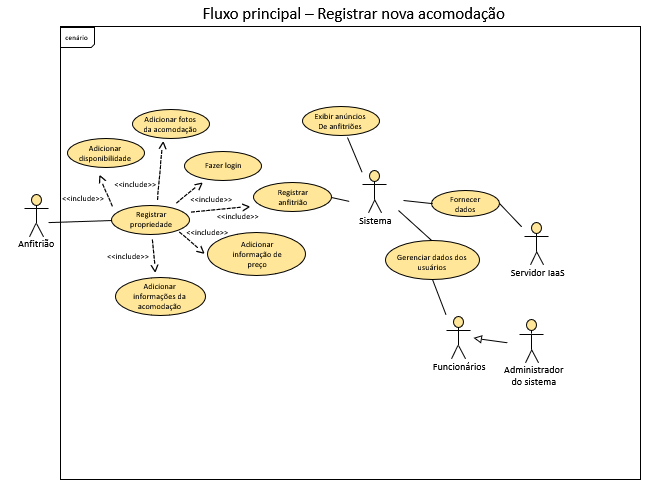 Fluxo principal – Registrar nova acomodação
cenário
Adicionar fotos
da acomodação
Exibir anúncios
De anfitriões
Adicionar
disponibilidade
Fazer login
<<include>>
<<include>>
<<include>>
Registrar
anfitrião
Fornecer
dados
Registrar
propriedade
<<include>>
Sistema
<<include>>
Anfitrião
Adicionar
informação de
preço
<<include>>
Gerenciar dados dos
usuários
Servidor IaaS
Adicionar
informações da
acomodação
Funcionários
Administrador
do sistema